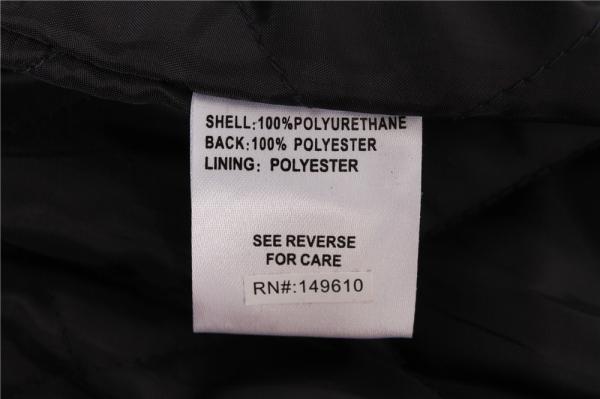 SHELL:100%POLYURETHANE
BACK:100% POLYESTER
LINING: POLYESTER
SEE REVERSE
FOR CARE
RN#:149610